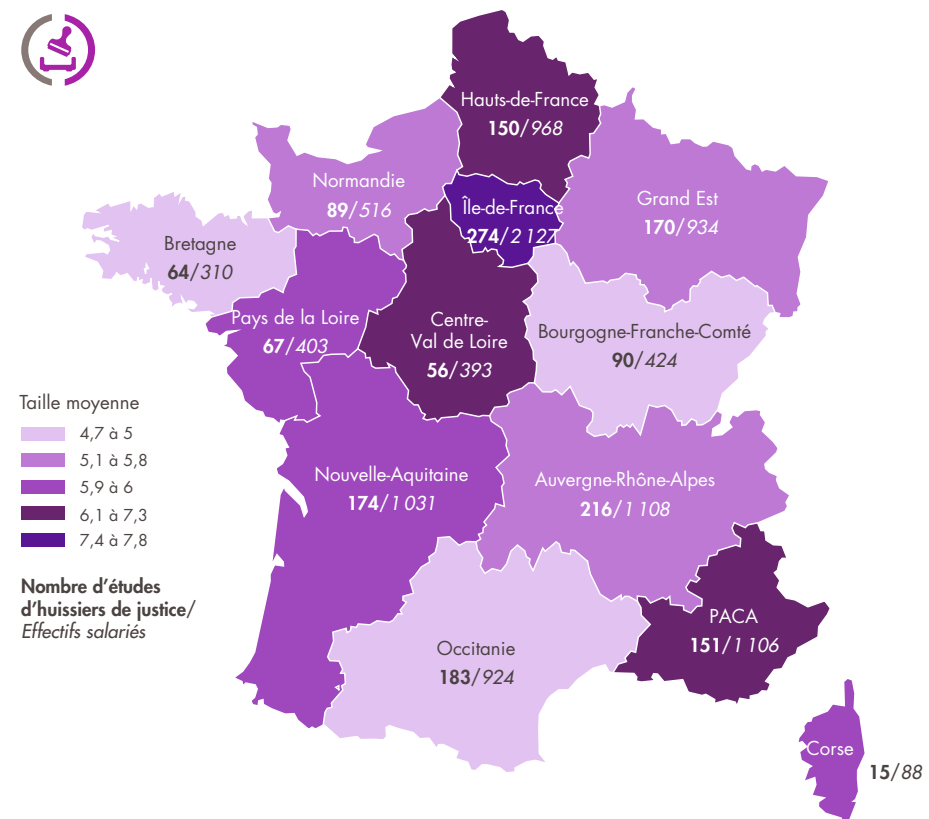 Hauts-de-France
150/968
Normandie
89/516
Île-de-France
274/2 127
Grand Est
170/934
Bretagne
64/310
Pays de la Loire
67/403
Centre-
Val de Loire
56/393
Bourgogne-Franche-Comté
90/424
Taille moyenne
4,7 à 5
5,1 à 5,8
5,9 à 6
6,1 à 7,3
7,4 à 7,8
Nombre d’études
d’huissiers de justice/
Effectifs salariés
Nouvelle-Aquitaine
174/1 031
Auvergne-Rhône-Alpes
216/1 108
Occitanie
183/924
PACA
151/1 106
Corse
15/88